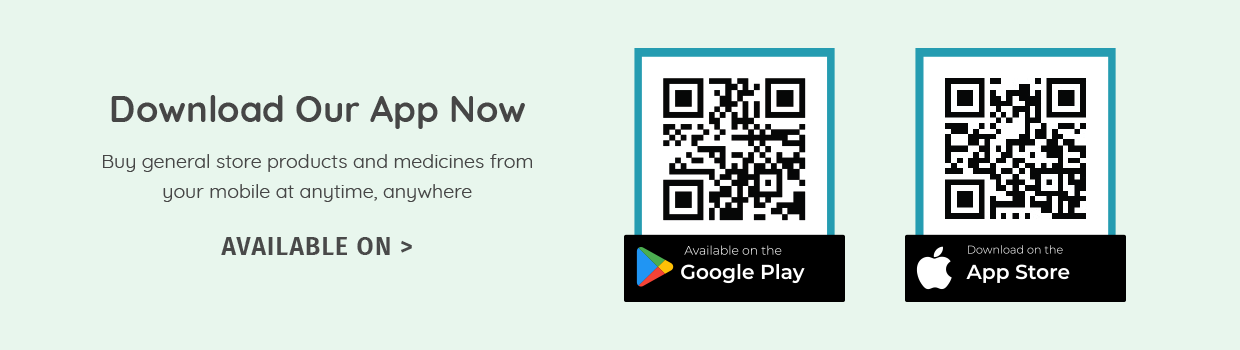 Download Our App Now
Buy general store products and medicines from
your mobile at anytime, anywhere
AVAILABLE ON >
Available on the
Google Play
Download on the
App Store